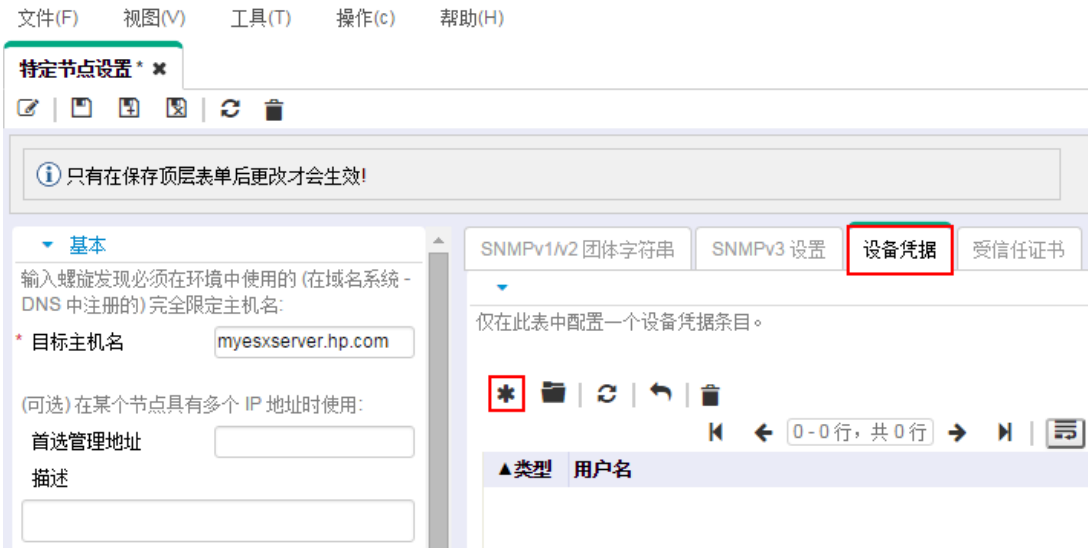 文件(F) 视图(V) 工具(T) 操作(c) 帮助(H)
特定节点设置*
只有在保存顶层表单后更改才会生效!
基本
输入螺旋发现必须在环境中使用的 (在域名系统 -
DNS 中注册的) 完全限定主机名:
* 目标主机名 myesxserver.hp.com
(可选) 在某个节点具有多个 IP 地址时使用:
首选管理地址
描述
SNMPv1/v2 团体字符串 SNMPv3 设置 设备凭据 受信任证书
仅在此表中配置一个设备凭据条目。
0-0行，共0行
▲类型 用户名